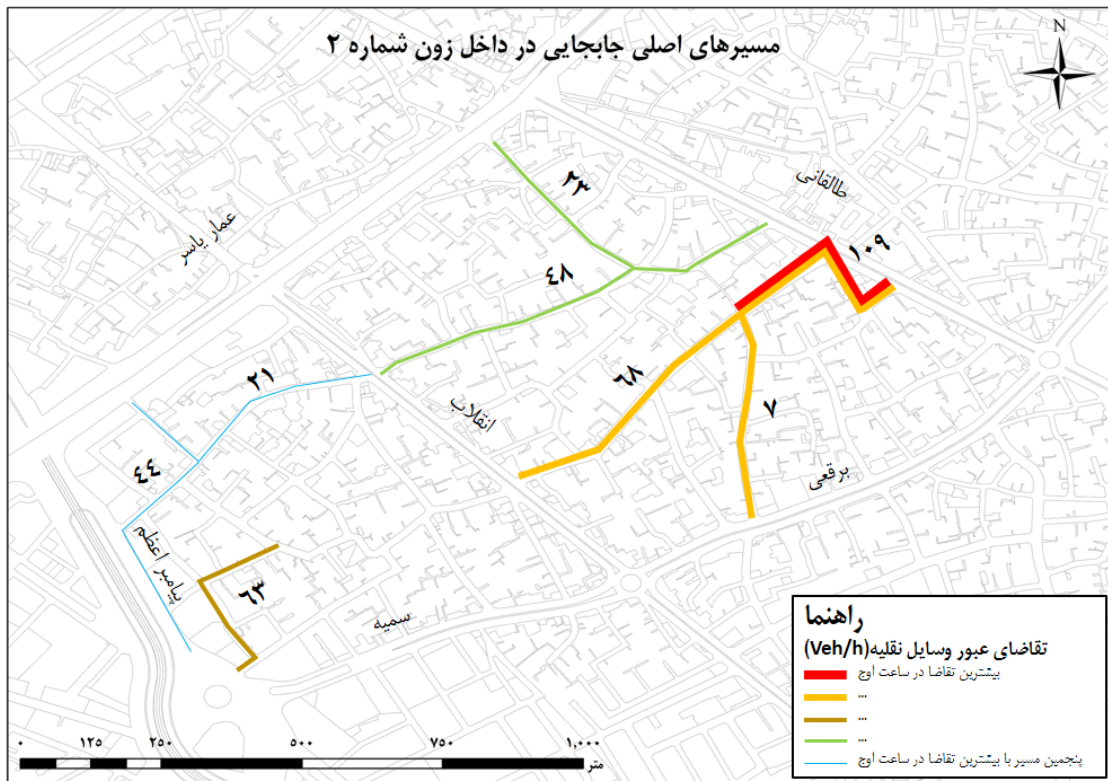 مسیرهای اصلی جابجایی در داخل زون شماره ۲
N
طالقانی
عمار یاسر
۱۰۹
۴۸
۲۱
۶۸
انقلاب
۷
برقعی
۴۴
پیامبر اعظم
۶۳
سمیه
راهنما
تقاضای عبور وسایل نقلیه(Veh/h)
بیشترین تقاضا در ساعت اوج
...
...
...
پنجمین مسیر با بیشترین تقاضا در ساعت اوج
۰ ۱۲۵ ۲۵۰ ۵۰۰ ۷۵۰ ۱,۰۰۰
متر